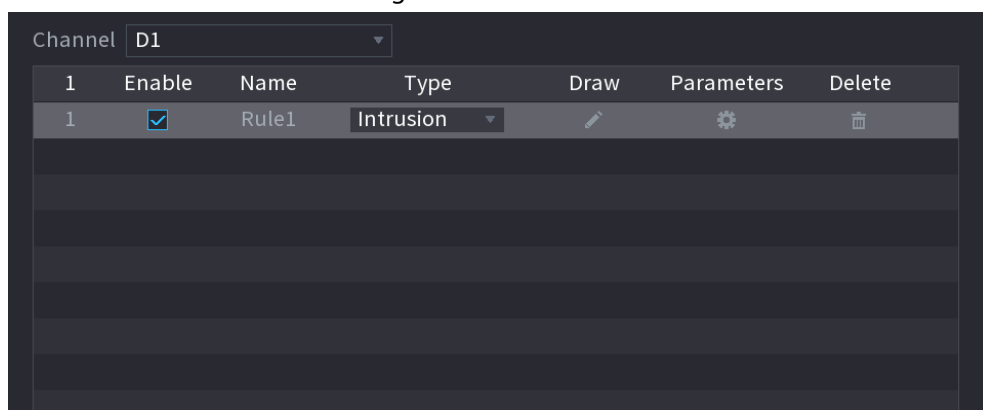 Channel D1
1 Enable Name Type Draw Parameters Delete
1 Rule1 Intrusion